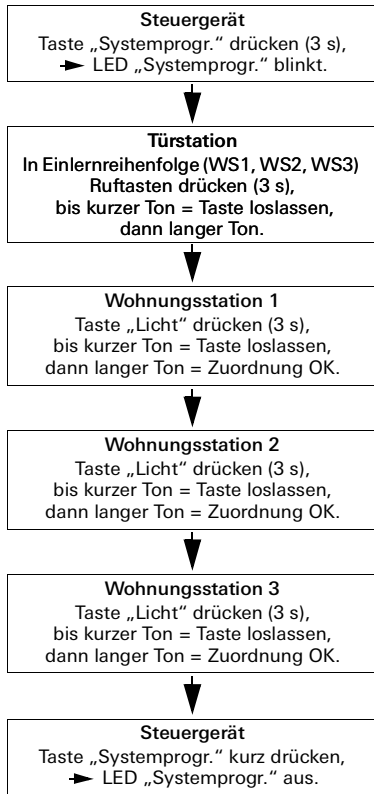 Steuergerät
Taste „Systemprogr.“ drücken (3 s),
LED „Systemprogr.“ blinkt.
Türstation
In Einlernreihenfolge (WS1, WS2, WS3)
Ruftasten drücken (3 s),
bis kurzer Ton = Taste loslassen,
dann langer Ton.
Wohnungsstation 1
Taste „Licht“ drücken (3 s),
bis kurzer Ton = Taste loslassen,
dann langer Ton = Zuordnung OK.
Wohnungsstation 2
Taste „Licht“ drücken (3 s),
bis kurzer Ton = Taste loslassen,
dann langer Ton = Zuordnung OK.
Wohnungsstation 3
Taste „Licht“ drücken (3 s),
bis kurzer Ton = Taste loslassen,
dann langer Ton = Zuordnung OK.
Steuergerät
Taste „Systemprogr.“ kurz drücken,
LED „Systemprogr.“ aus.